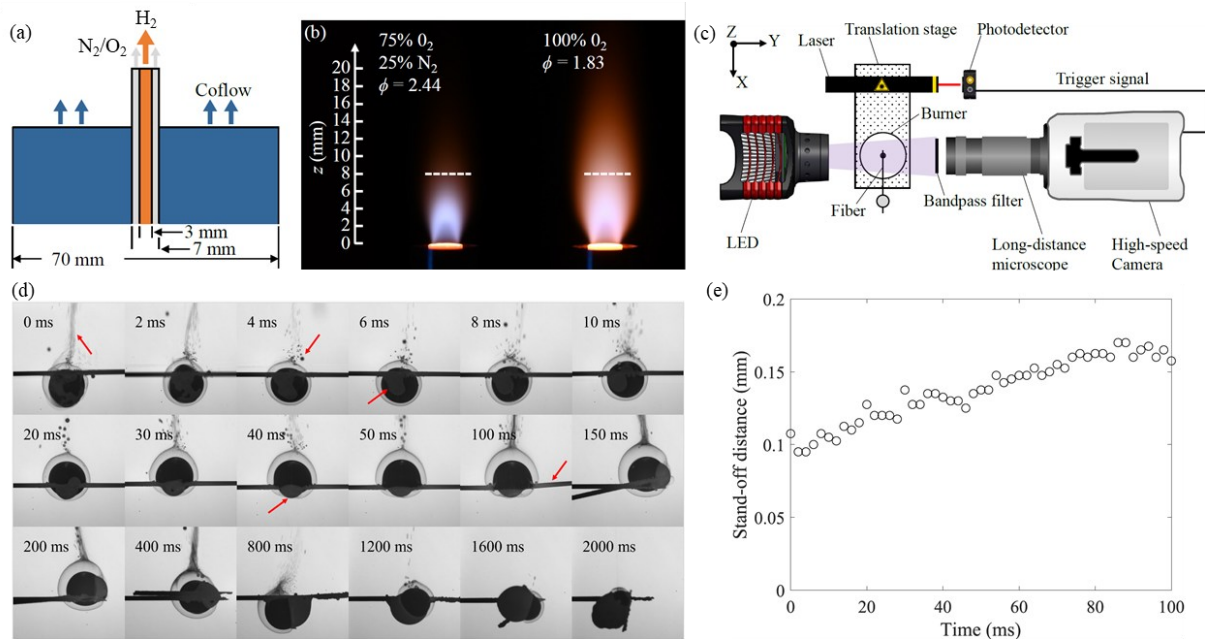 (a)
H2
N2/O2
Coflow
3 mm
7 mm
70 mm
(b)
z (mm)
20
18
16
14
12
10
8
6
4
2
0
75% O2
25% N2
ϕ = 2.44
100% O2
ϕ = 1.83
(c)
Z
Y
X
Laser
Translation stage
Photodetector
Trigger signal
Burner
Fiber
Bandpass filter
LED
Long-distance
microscope
High-speed
Camera
(d)
0 ms
2 ms
4 ms
6 ms
8 ms
10 ms
20 ms
30 ms
40 ms
50 ms
100 ms
150 ms
200 ms
400 ms
800 ms
1200 ms
1600 ms
2000 ms
(e)
Stand-off distance (mm)
0.2
0.15
0.1
0.05
0
0
20
40
60
80
100
Time (ms)